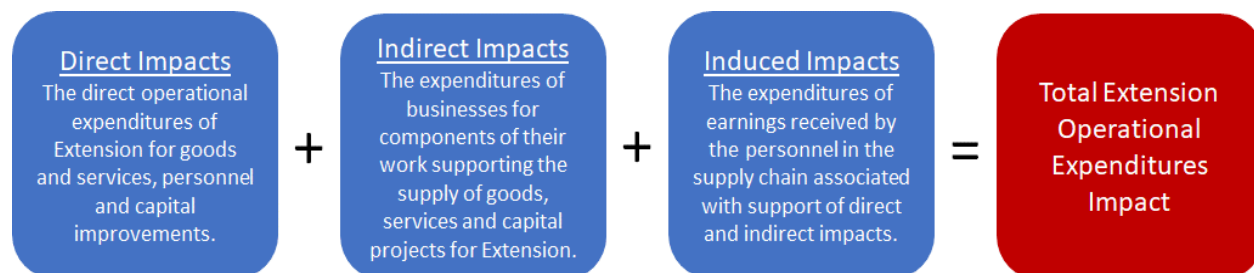 Direct Impacts
The direct operational
expenditures of
Extension for goods
and services, personnel
and capital
improvements.
+
Indirect Impacts
The expenditures of
businesses for
components of their
work supporting the
supply of goods,
services and capital
projects for Extension.
+
Induced Impacts
The expenditures of
earnings received by
the personnel in the
supply chain associated
with support of direct
and indirect impacts.
=
Total Extension
Operational
Expenditures
Impact